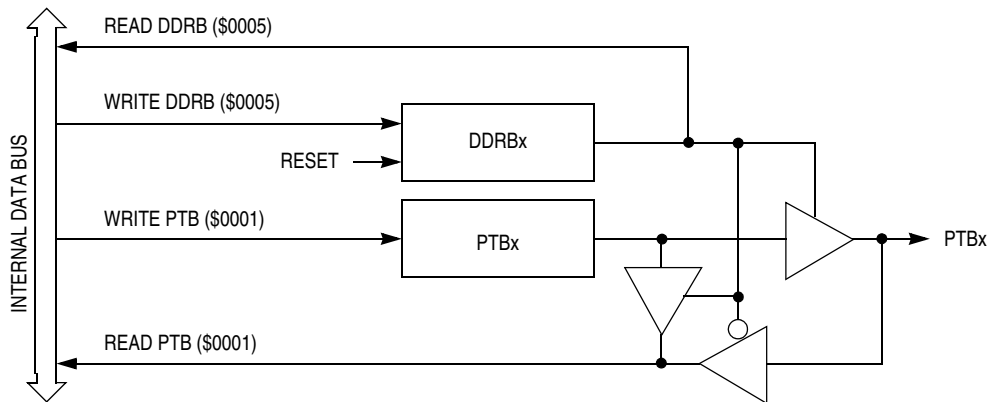 READ DDRB ($0005)
WRITE DDRB ($0005)
DDRBx
RESET
INTERNAL DATA BUS
WRITE PTB ($0001)
PTBx
PTBx
READ PTB ($0001)